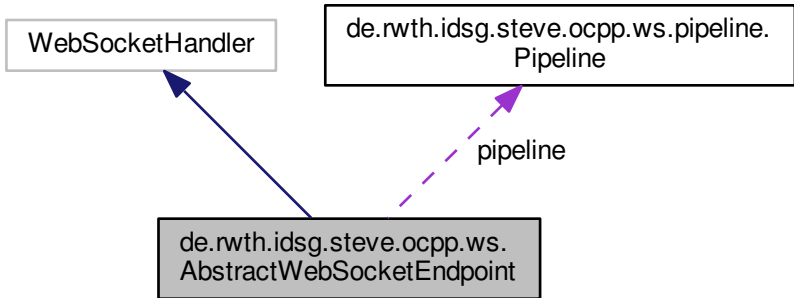 WebSocketHandler
de.rwth.idsg.steve.ocpp.ws.pipeline.
Pipeline
pipeline
de.rwth.idsg.steve.ocpp.ws.
AbstractWebSocketEndpoint